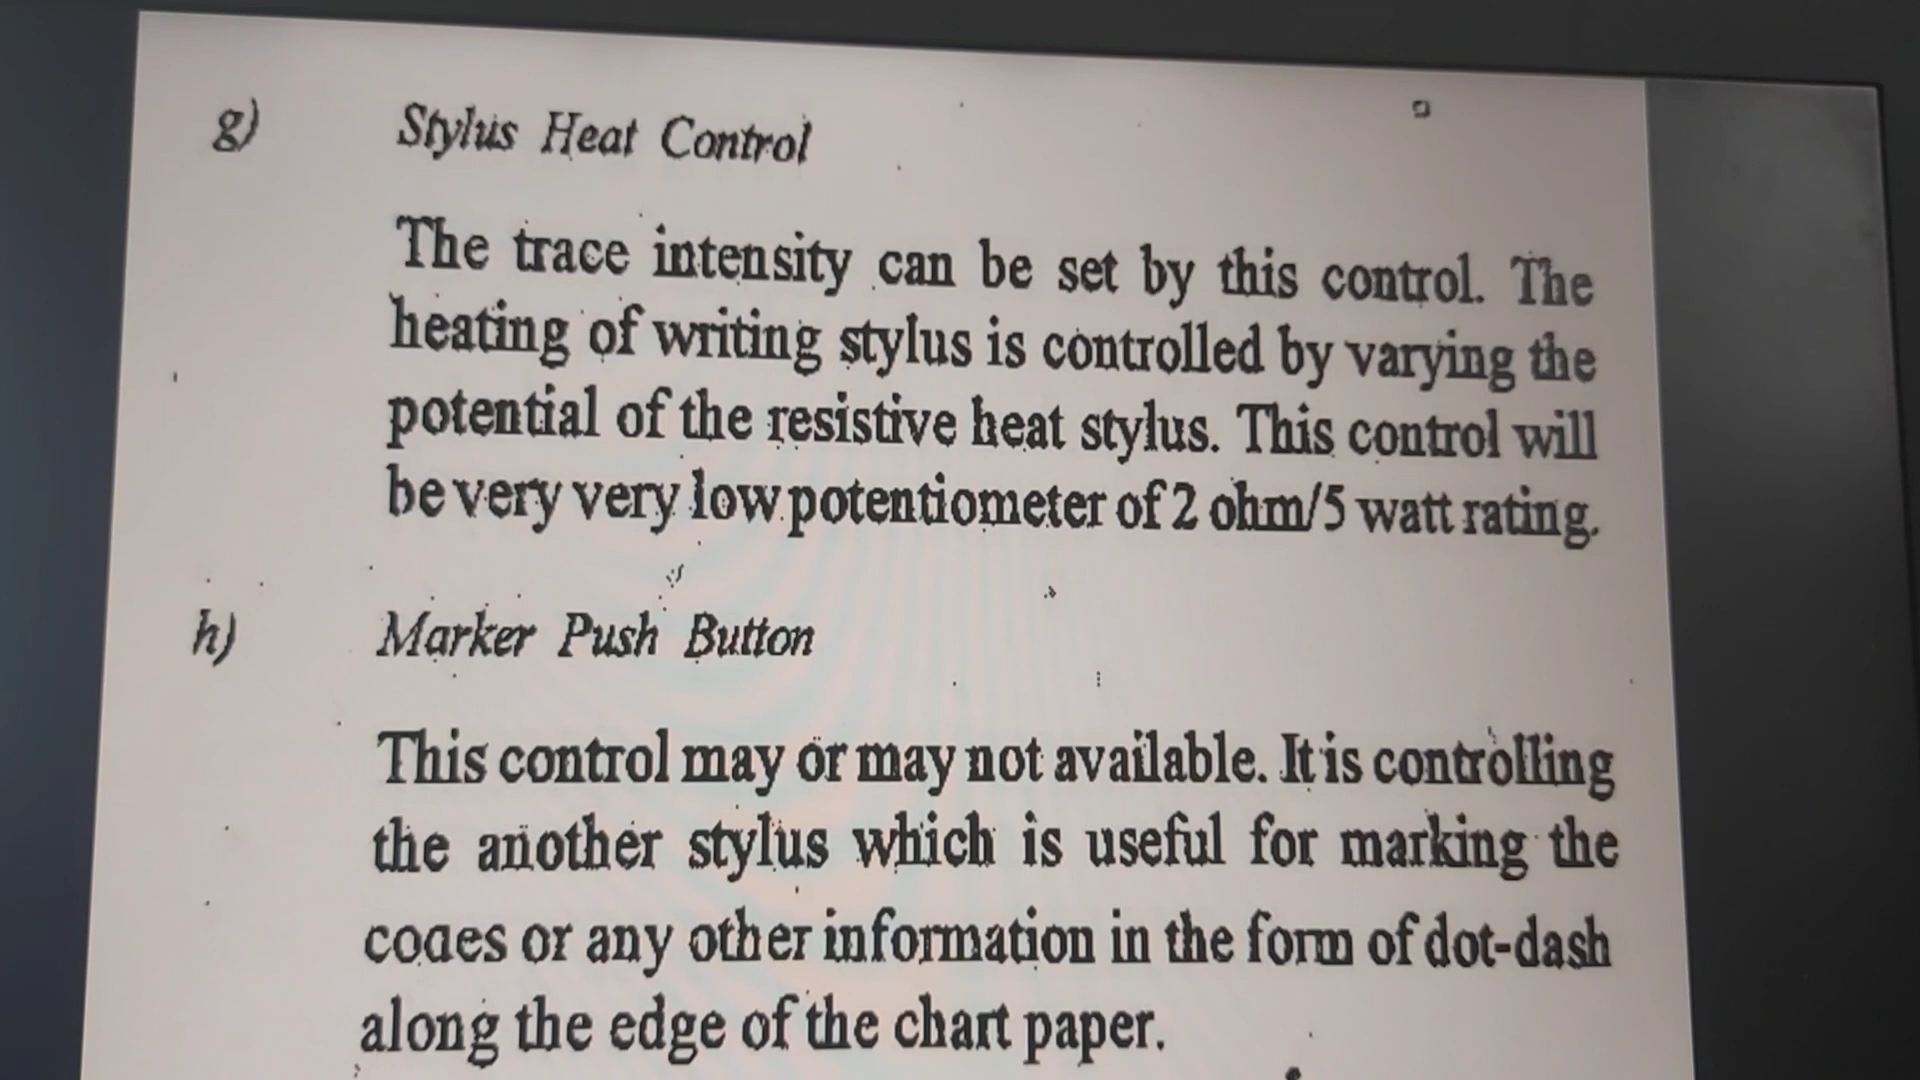 g) Stylus Heat Control
The trace intensity can be set by this control. The
heating of writing stylus is controlled by varying the
potential of the resistive heat stylus. This control will
be very very low potentiometer of 2 ohm/5 watt rating.
h) Marker Push Button
This control may or may not available. It is controlling
the another stylus which is useful for marking the
codes or any other information in the form of dot-dash
along the edge of the chart paper.